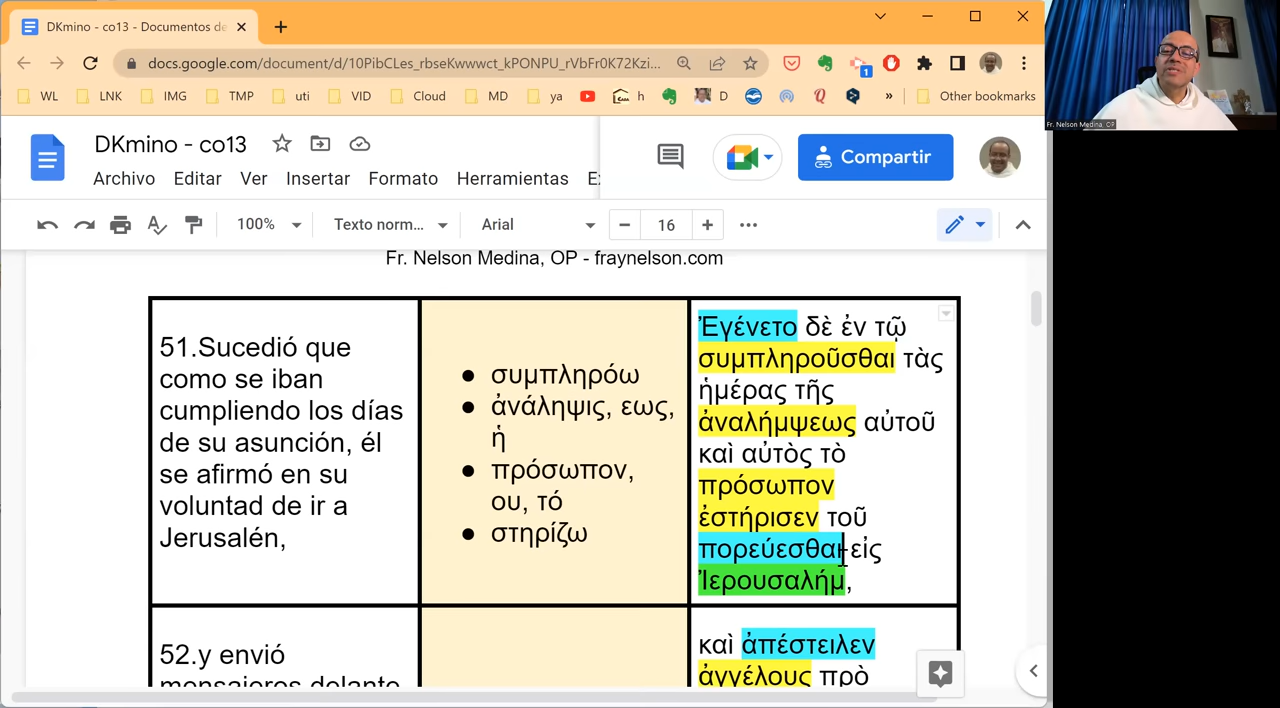 DKmino - co13 - Documentos de
docs.google.com/document/d/10PibCLes_rbseKwwyct_kPONPU_rVbFr0K72Kzi...
1
WL LNK IMG TMP uti VID Cloud MD ya h D » Other bookmarks
Fr. Nelson Medina, OP
DKmino - co13
Compartir
Archivo Editar Ver Insertar Formato Herramientas E
100% Texto norm... Arial 16
Fr. Nelson Medina, OP - fraynelson.com
51.Sucedió que
como se iban
cumpliendo los días
de su asunción, él
se afirmó en su
voluntad de ir a
Jerusalén,
● συμπληρόω
● ἀνάληψις, εως,
ἡ
● πρόσωπον,
ου, τό
● στηρίζω
Ἐγένετο δὲ ἐν τῷ
συμπληροῦσθαι τὰς
ἡμέρας τῆς
ἀναλήμψεως αὐτοῦ
καὶ αὐτὸς τὸ
πρόσωπον
ἐστήρισεν τοῦ
πορεύεσθαι εἰς
Ἰερουσαλήμ,
52.y envió
mensajeros delante
καὶ ἀπέστειλεν
ἀγγέλους πρὸ